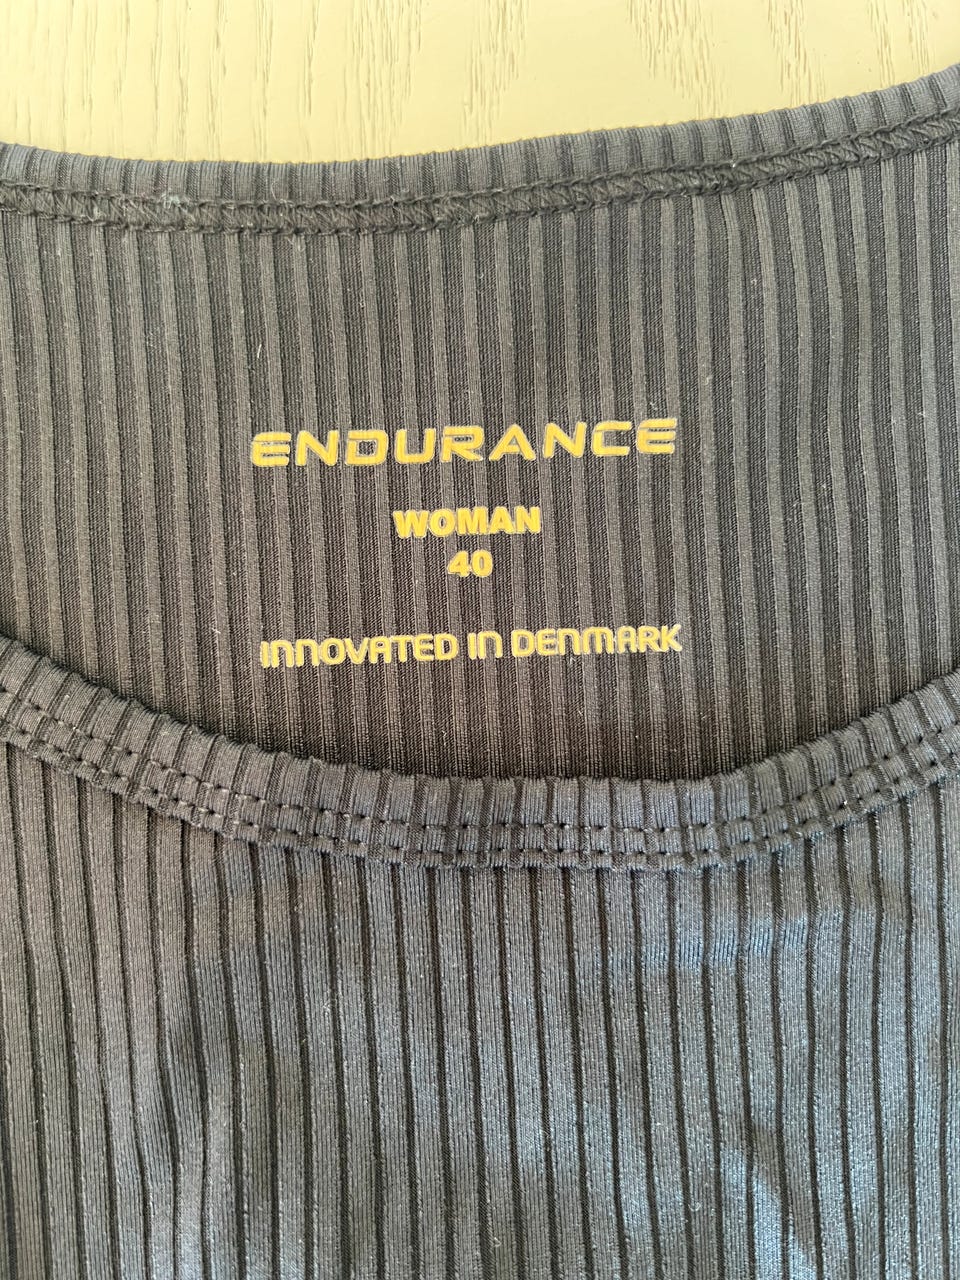 ENDURANCE
WOMAN
40
INNOVATED IN DENMARK